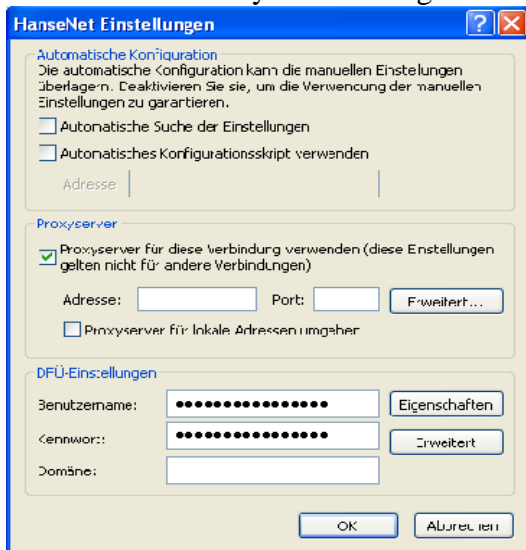 HanseNet Einstellungen
Automatische Konfiguration
Die automatische Konfiguration kann die manuellen Einstellungen
überlagern. Deaktivieren Sie sie, um die Verwendung der manuellen
Einstellungen zu garantieren.
Automatische Suche der Einstellungen
Automatisches Konfigurationsskript verwenden
Adresse
Proxyserver
Proxyserver für diese Verbindung verwenden (diese Einstellungen
gelten nicht für andere Verbindungen)
Adresse: Port: Erweitert...
Proxyserver für lokale Adressen umgehen
DFÜ-Einstellungen
Benutzername: •••••••••••••••• Eigenschaften
Kennwort: •••••••••••••••• Erweitert
Domäne:
OK Abbrechen